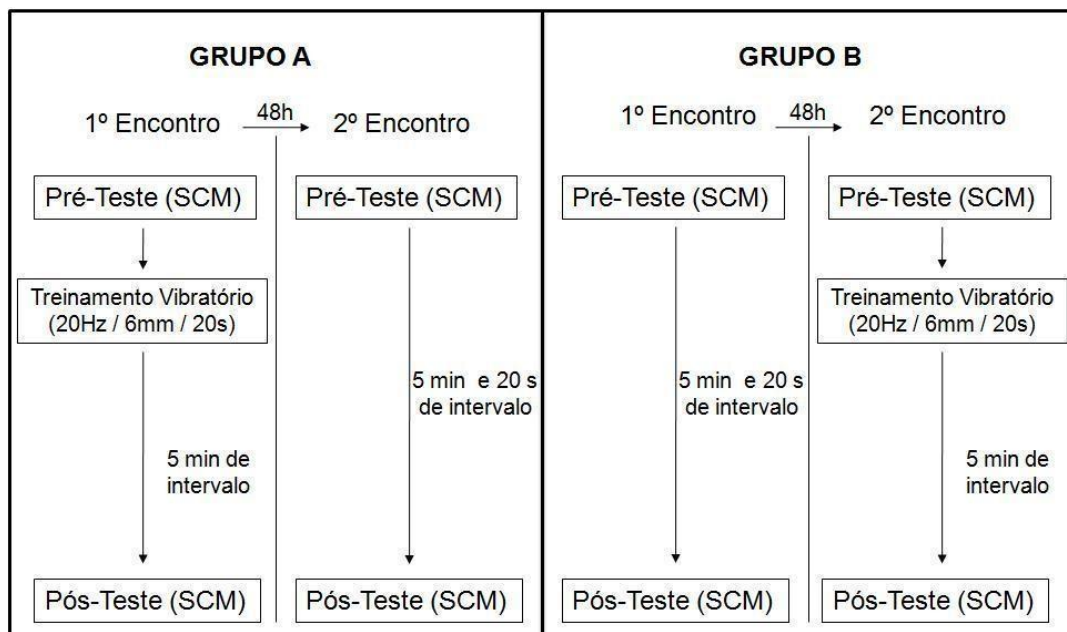 GRUPO A
1º Encontro
48h
2º Encontro
Pré-Teste (SCM)
Treinamento Vibratório
(20Hz / 6mm / 20s)
5 min de
intervalo
Pós-Teste (SCM)
Pré-Teste (SCM)
5 min e 20 s
de intervalo
Pós-Teste (SCM)
GRUPO B
1º Encontro
48h
2º Encontro
Pré-Teste (SCM)
5 min e 20 s
de intervalo
Pós-Teste (SCM)
Pré-Teste (SCM)
Treinamento Vibratório
(20Hz / 6mm / 20s)
5 min de
intervalo
Pós-Teste (SCM)